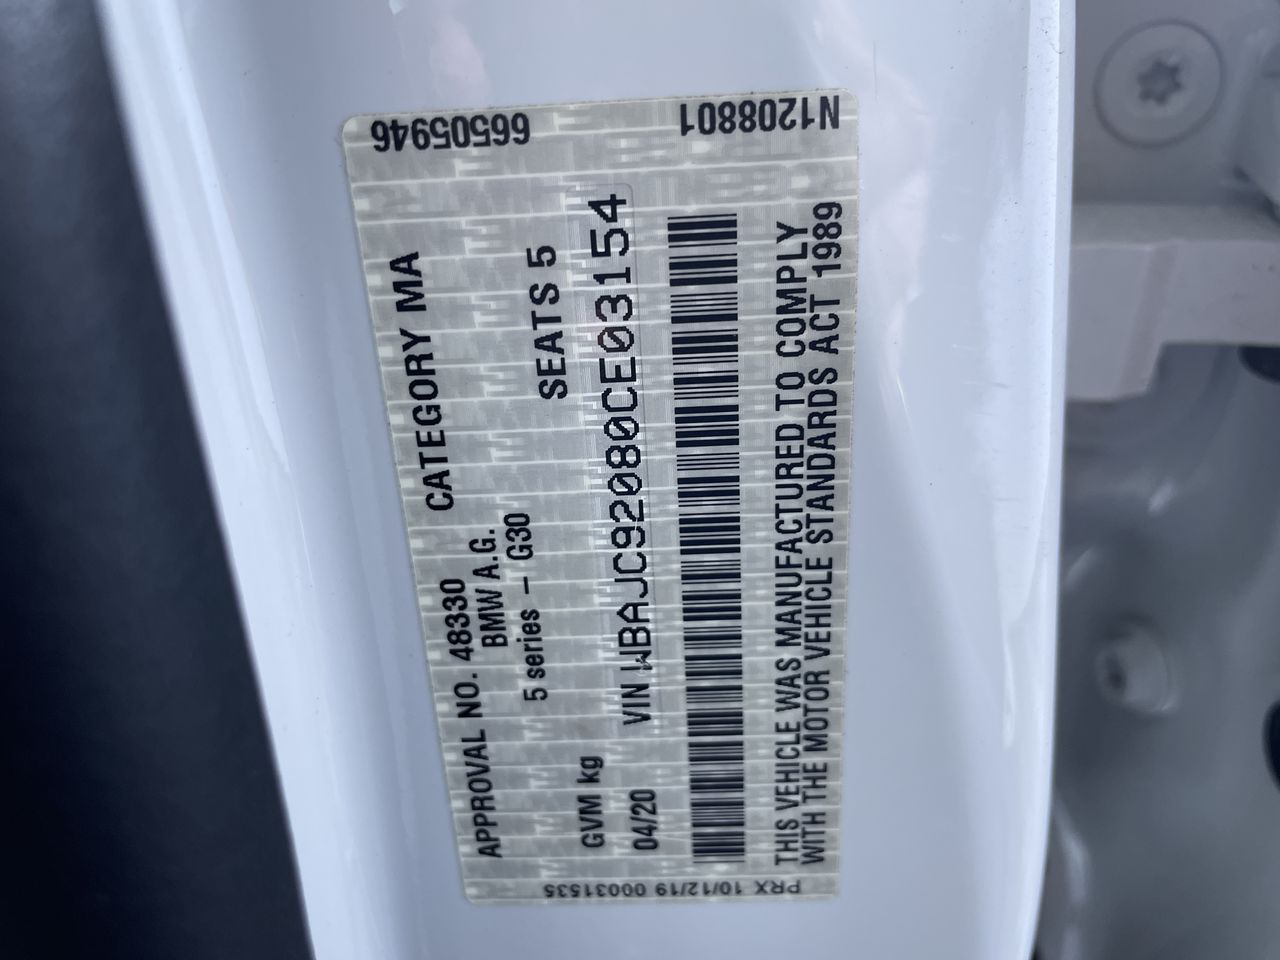 APPROVAL NO. 48330 CATEGORY MA
BMW A.G.
5 series – G30 SEATS 5
GVM kg
04/20 VIN WBAJC92080CE03154
THIS VEHICLE WAS MANUFACTURED TO COMPLY
WITH THE MOTOR VEHICLE STANDARDS ACT 1989
66505946
N1208801
PRX 10/12/19 00031535